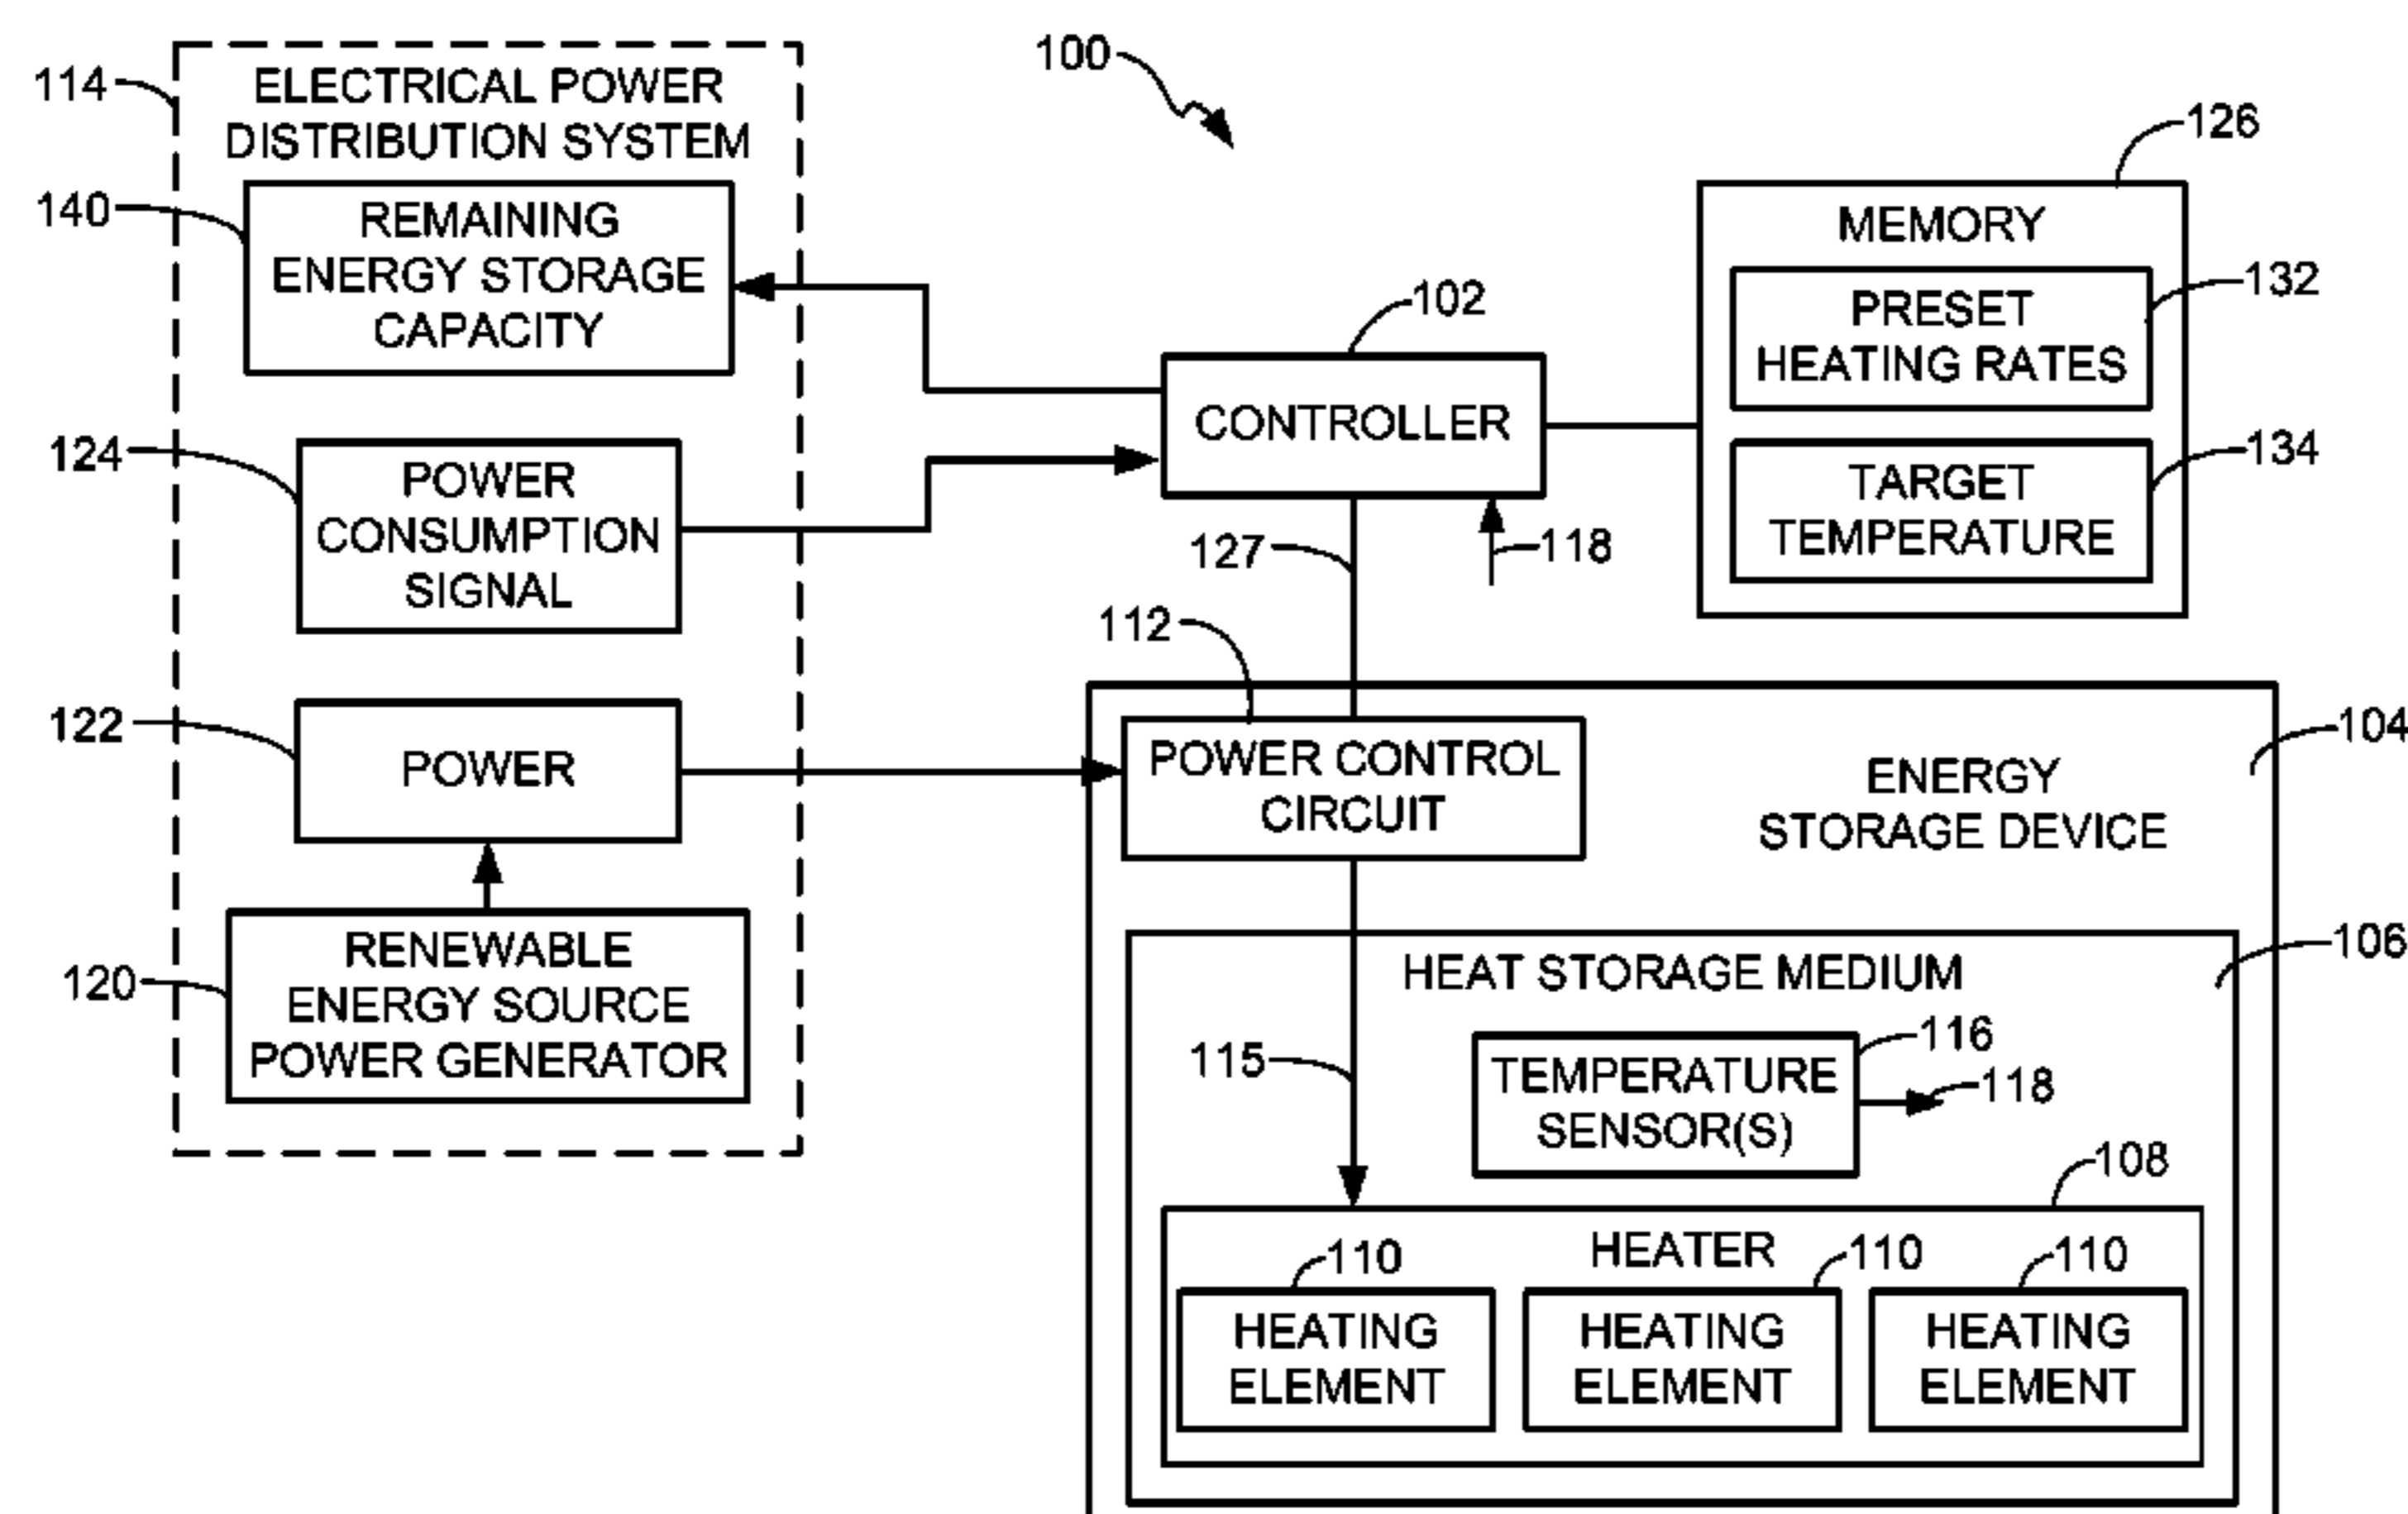 100
114
ELECTRICAL POWER
DISTRIBUTION SYSTEM
140
REMAINING
ENERGY STORAGE
CAPACITY
124
POWER
CONSUMPTION
SIGNAL
122
POWER
120
RENEWABLE
ENERGY SOURCE
POWER GENERATOR
102
CONTROLLER
127
118
126
MEMORY
132
PRESET
HEATING RATES
134
TARGET
TEMPERATURE
112
POWER CONTROL
CIRCUIT
104
ENERGY
STORAGE DEVICE
106
HEAT STORAGE MEDIUM
115
116
TEMPERATURE
SENSOR(S)
118
108
HEATER
110
HEATING
ELEMENT
110
HEATING
ELEMENT
110
HEATING
ELEMENT